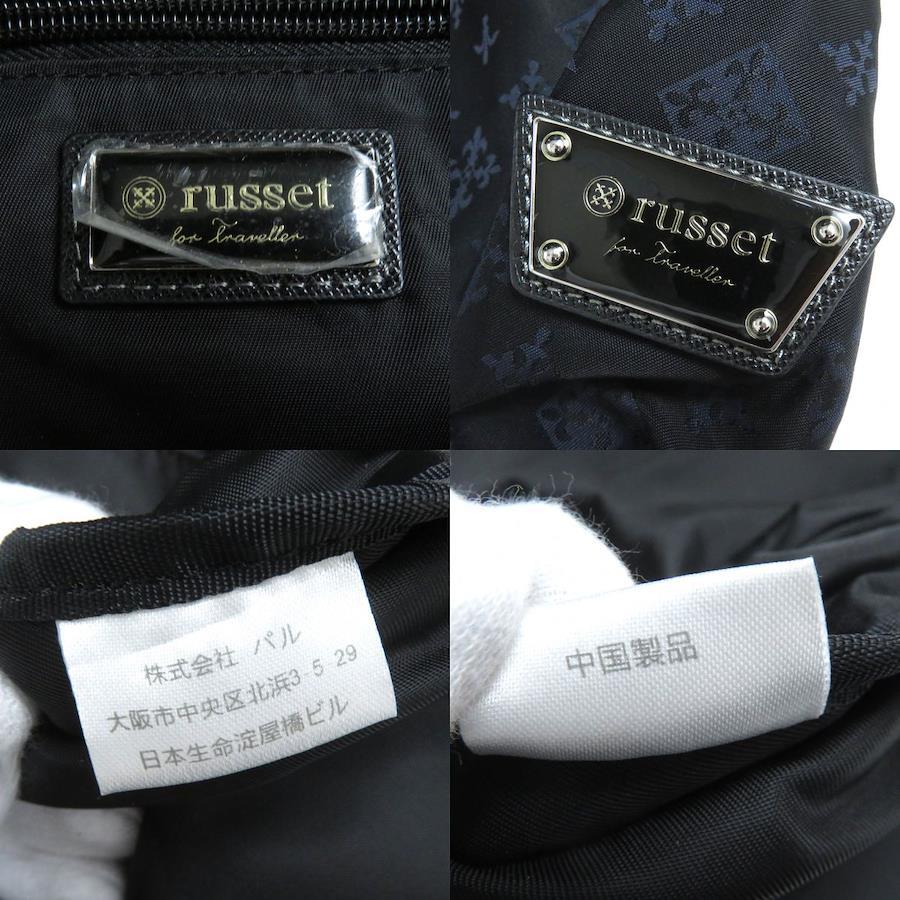 russet
for Traveller
russet
for Traveller
株式会社 パル
大阪市中央区北浜3 5 29
日本生命淀屋橋ビル
中国製品